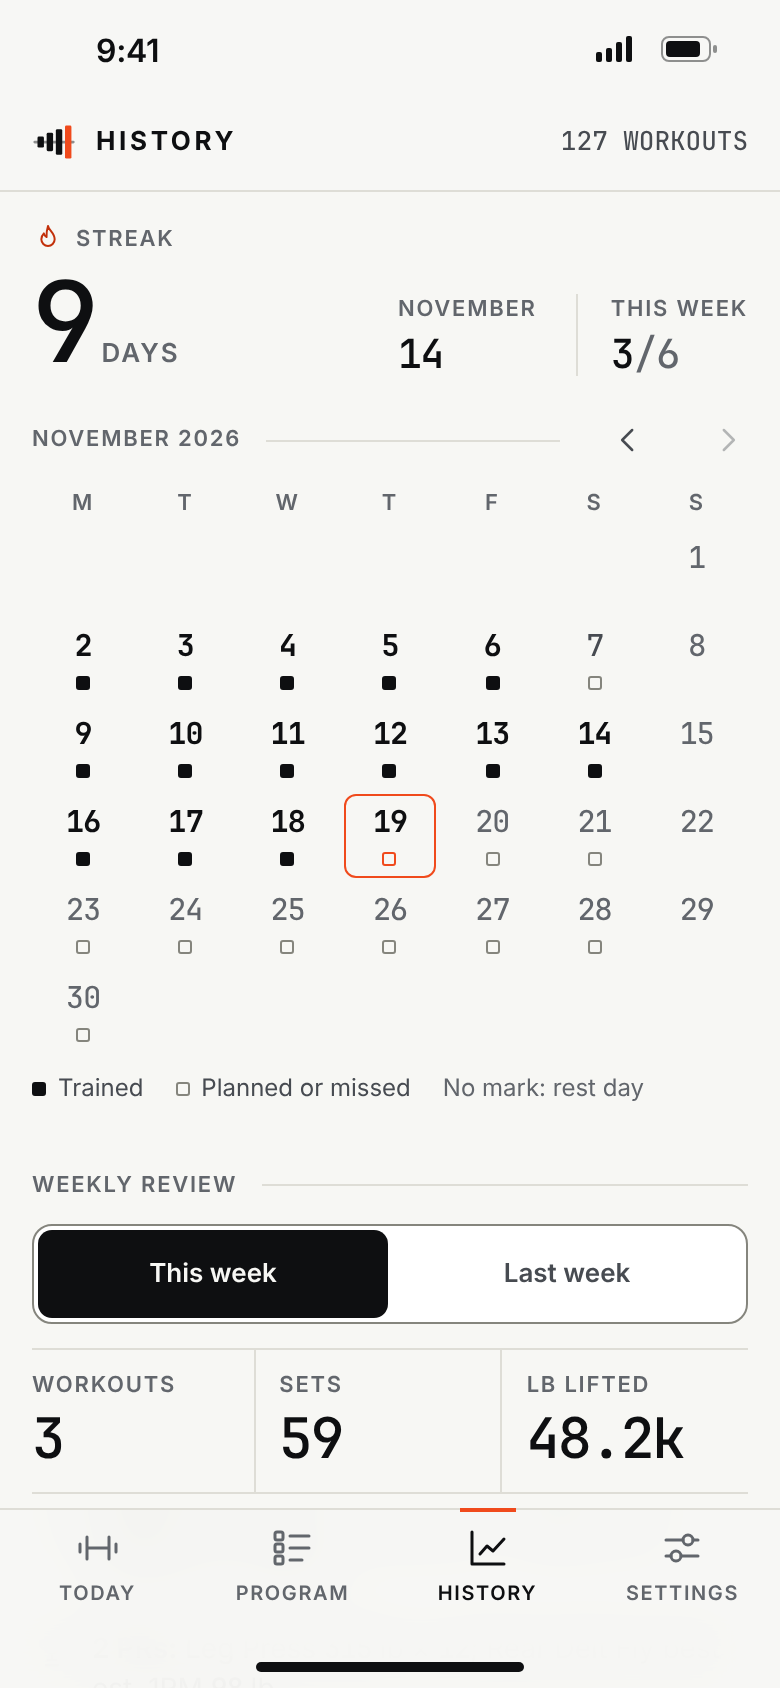 9:41
HISTORY 127 WORKOUTS
STREAK
9 DAYS
NOVEMBER THIS WEEK
14 3/6
NOVEMBER 2026
M T W T F S S
1
2 3 4 5 6 7 8
9 10 11 12 13 14 15
16 17 18 19 20 21 22
23 24 25 26 27 28 29
30
Trained Planned or missed No mark: rest day
WEEKLY REVIEW
This week Last week
WORKOUTS SETS LB LIFTED
3 59 48.2k
TODAY PROGRAM HISTORY SETTINGS